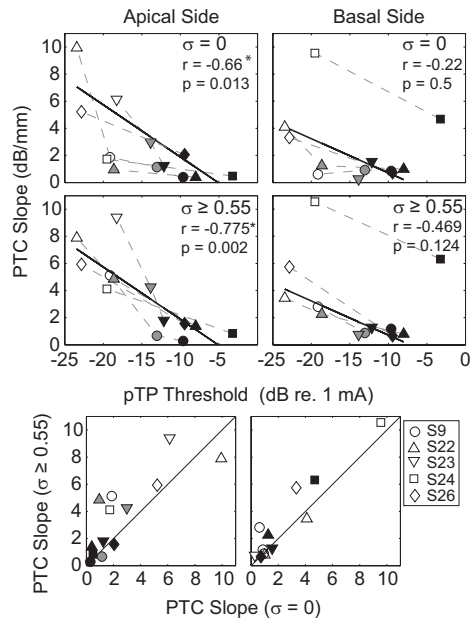 Apical Side
Basal Side
PTC Slope (dB/mm)
10
8
6
4
2
0
σ = 0
r = -0.66*
p = 0.013
σ = 0
r = -0.22
p = 0.5
10
8
6
4
2
0
σ ≥ 0.55
r = -0.775*
p = 0.002
σ ≥ 0.55
r = -0.469
p = 0.124
-25 -20 -15 -10 -5 0
-25 -20 -15 -10 -5 0
pTP Threshold (dB re. 1 mA)
PTC Slope (σ ≥ 0.55)
10
8
6
4
2
0
0 2 4 6 8 10
0 2 4 6 8 10
PTC Slope (σ = 0)
S9
S22
S23
S24
S26